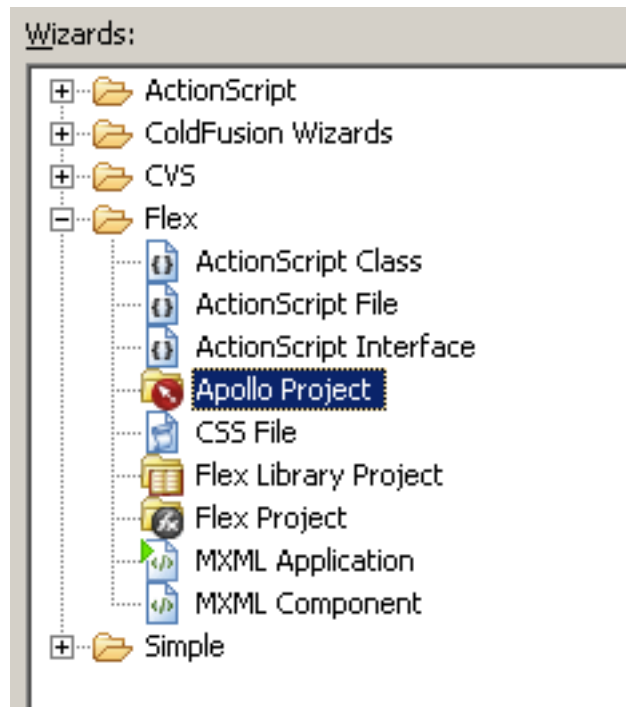 Wizards:
ActionScript
ColdFusion Wizards
CVS
Flex
ActionScript Class
ActionScript File
ActionScript Interface
Apollo Project
CSS File
Flex Library Project
Flex Project
MXML Application
MXML Component
Simple